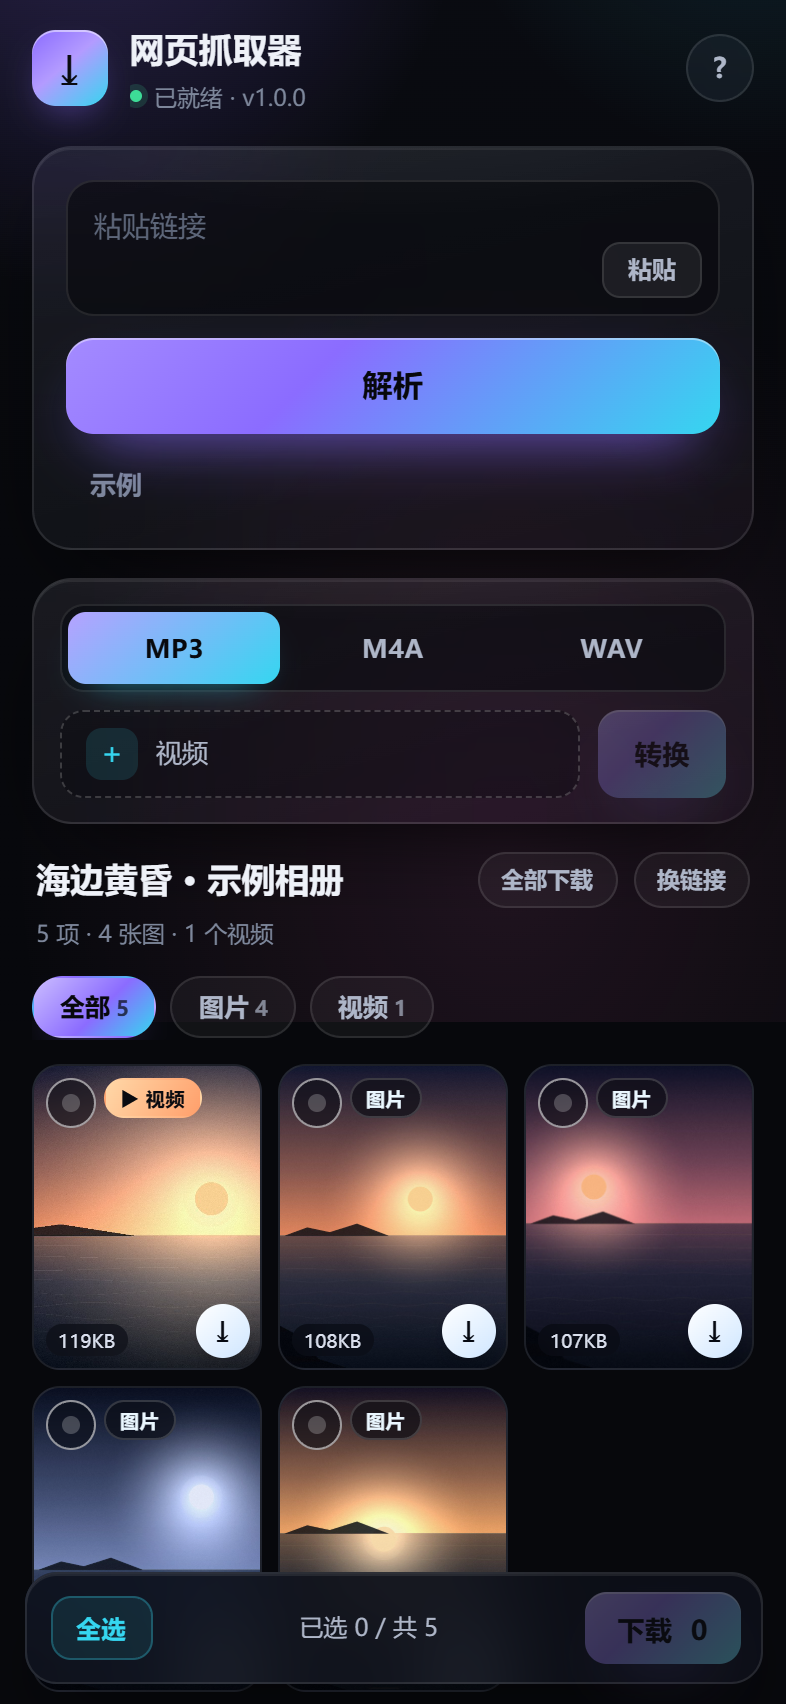 网页抓取器
已就绪 · v1.0.0
?
粘贴链接
粘贴
解析
示例
MP3 M4A WAV
+ 视频 转换
海边黄昏 • 示例相册 全部下载 换链接
5 项 · 4 张图 · 1 个视频
全部 5 图片 4 视频 1
▶ 视频 图片 图片
119KB 108KB 107KB
图片 图片
全选 已选 0 / 共 5 下载 0